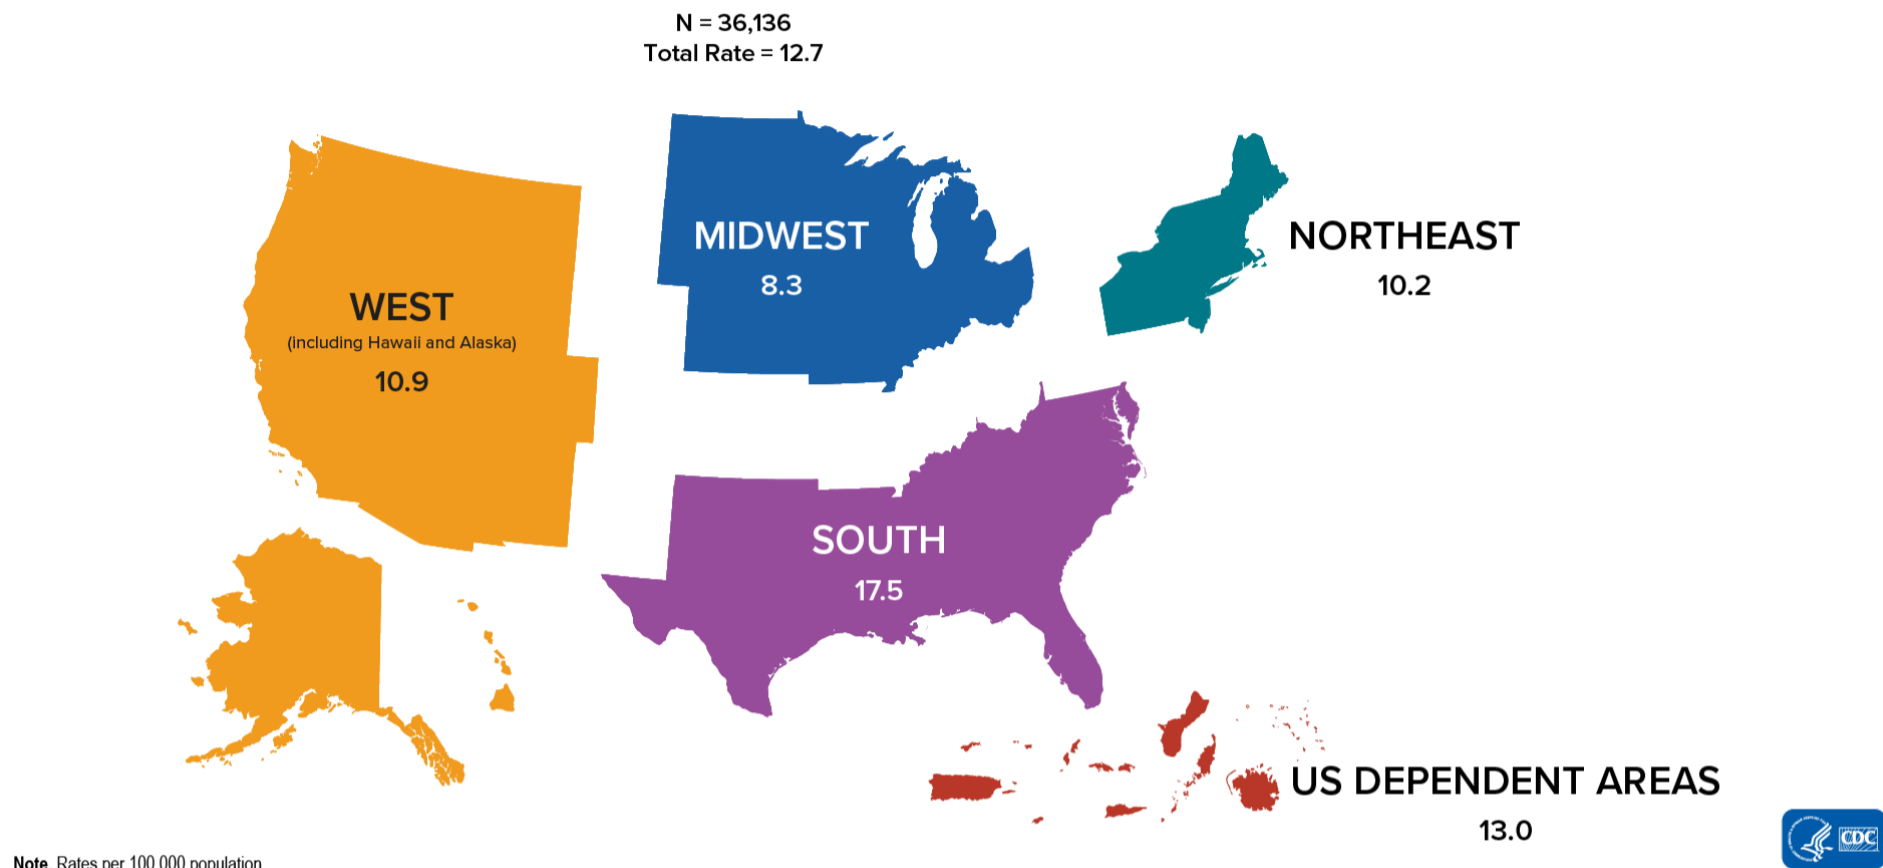 N = 36,136
Total Rate = 12.7
MIDWEST
8.3
NORTHEAST
10.2
WEST
(including Hawaii and Alaska)
10.9
SOUTH
17.5
US DEPENDENT AREAS
13.0
CDC
Note. Rates per 100,000 population.